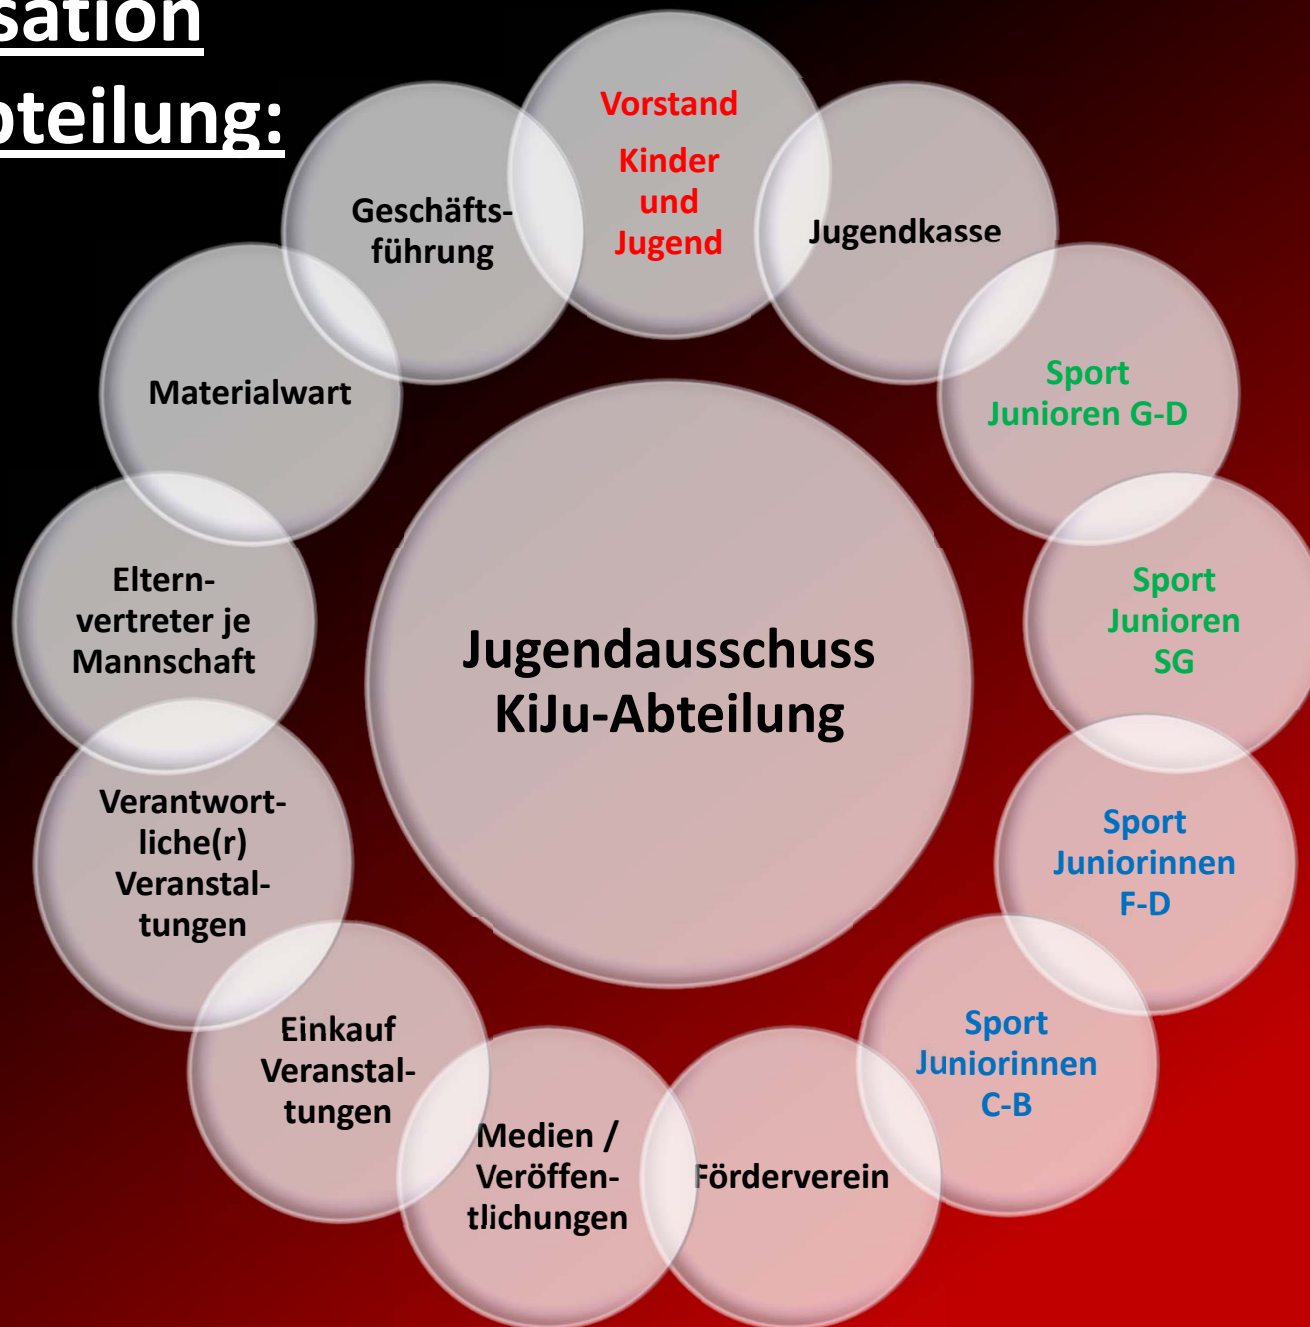 sation
bteilung:
Vorstand
Kinder
und
Jugend
Jugendkasse
Sport
Junioren G-D
Sport
Junioren
SG
Sport
Juniorinnen
F-D
Sport
Juniorinnen
C-B
Förderverein
Medien /
Veröffen-
tlichungen
Einkauf
Veranstal-
tungen
Verantwort-
liche(r)
Veranstal-
tungen
Eltern-
vertreter je
Mannschaft
Materialwart
Geschäfts-
führung
Jugendausschuss
KiJu-Abteilung